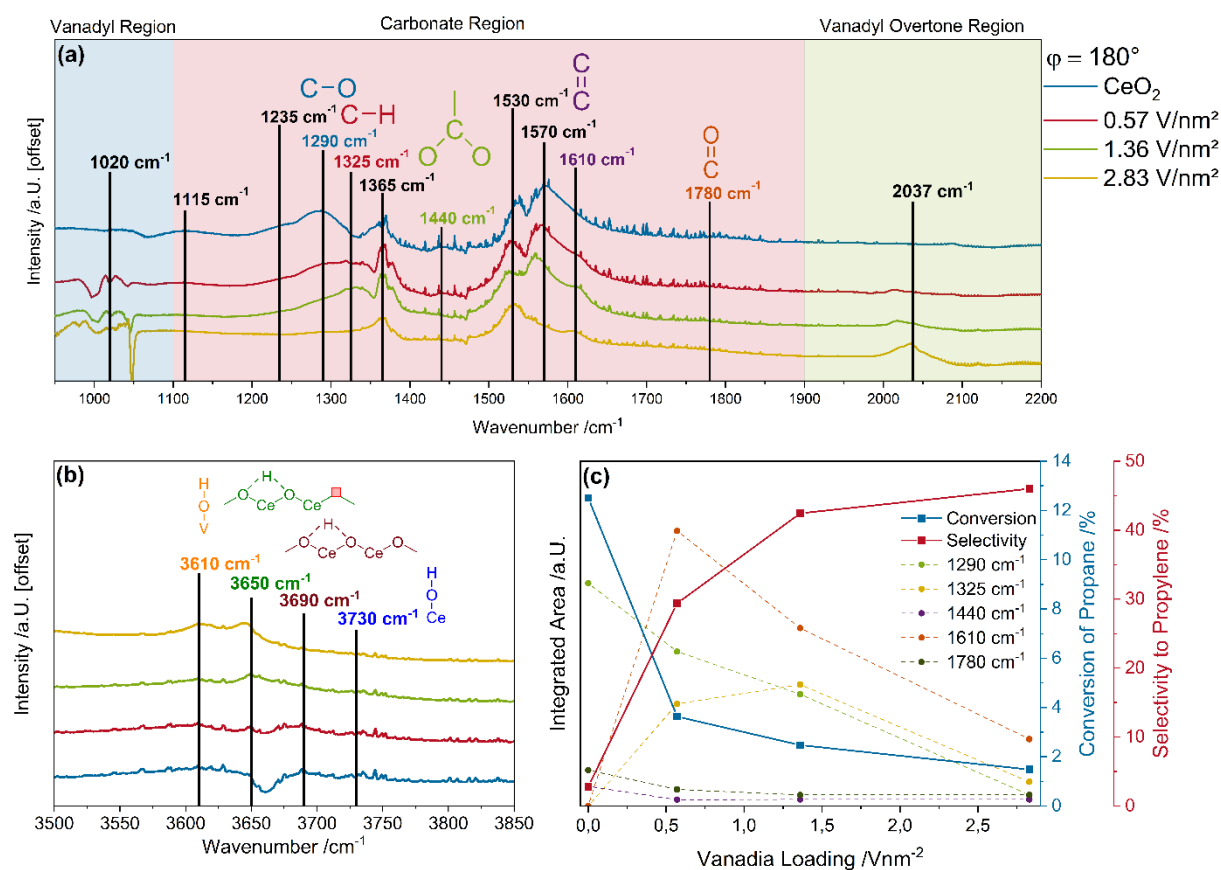 Vanadyl Region
Carbonate Region
Vanadyl Overtone Region
(a)
φ = 180°
CeO₂
0.57 V/nm²
1.36 V/nm²
2.83 V/nm²
C-O
C-H
C
O
O
C
C
O
C
1020 cm⁻¹
1115 cm⁻¹
1235 cm⁻¹
1290 cm⁻¹
1325 cm⁻¹
1365 cm⁻¹
1440 cm⁻¹
1530 cm⁻¹
1570 cm⁻¹
1610 cm⁻¹
1780 cm⁻¹
2037 cm⁻¹
Intensity /a.U. [offset]
1000 1100 1200 1300 1400 1500 1600 1700 1800 1900 2000 2100 2200
Wavenumber /cm⁻¹
(b)
H
O
V
H
O O
Ce Ce
H
O O O
Ce Ce
H
O
Ce
3610 cm⁻¹
3650 cm⁻¹
3690 cm⁻¹
3730 cm⁻¹
Intensity /a.U. [offset]
3500 3550 3600 3650 3700 3750 3800 3850
Wavenumber /cm⁻¹
(c)
Conversion
Selectivity
1290 cm⁻¹
1325 cm⁻¹
1440 cm⁻¹
1610 cm⁻¹
1780 cm⁻¹
Integrated Area /a.U.
0,0 0,5 1,0 1,5 2,0 2,5
Vanadia Loading /Vnm⁻²
14
12
10
8
6
4
2
0
Conversion of Propane /%
50
40
30
20
10
0
Selectivity to Propylene /%